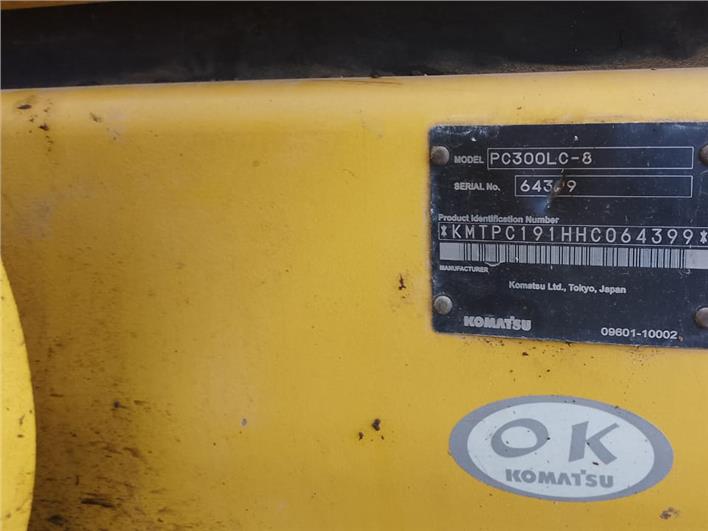 MODEL PC300LC-8
SERIAL No. 64399
Product Identification Number
*KMTPC191HHC064399*
MANUFACTURER
Komatsu Ltd., Tokyo, Japan
KOMATSU 09601-10002
OK
KOMATSU